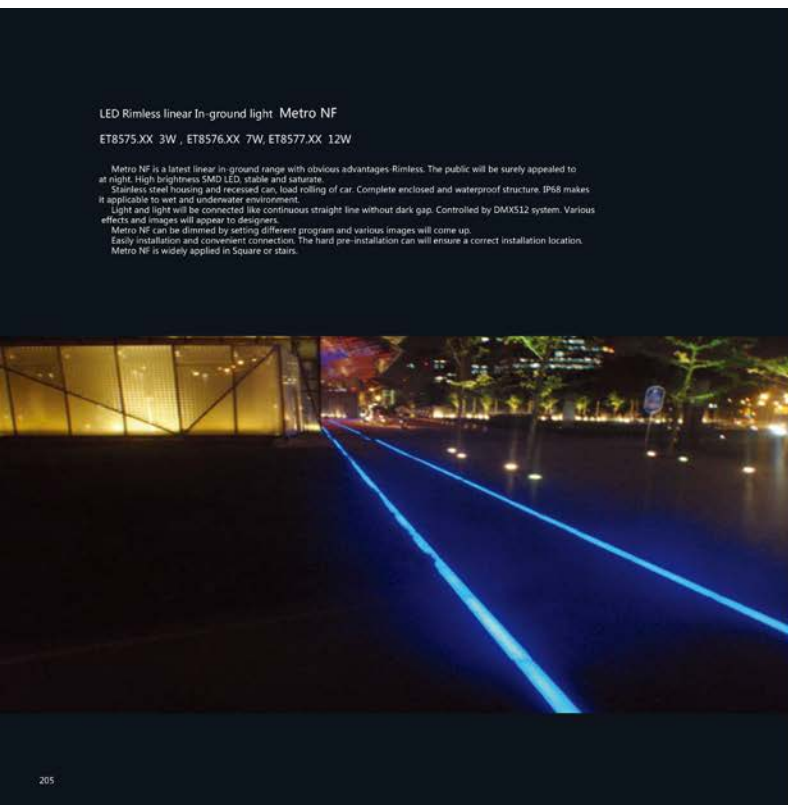 LED Rimless linear In-ground light Metro NF
ET8575.XX 3W , ET8576.XX 7W, ET8577.XX 12W
Metro NF is a latest linear in-ground range with obvious advantages-Rimless. The public will be surely appealed to
at night. High brightness SMD LED, stable and saturate.
Stainless steel housing and recessed can, load rolling of car. Complete enclosed and waterproof structure. IP68 makes
it applicable to wet and underwater environment.
Light and light will be connected like continuous straight line without dark gap. Controlled by DMX512 system. Various
effects and images will appear to designers.
Metro NF can be dimmed by setting different program and various images will come up.
Easily installation and convenient connection. The hard pre-installation can will ensure a correct installation location.
Metro NF is widely applied in Square or stairs.
205